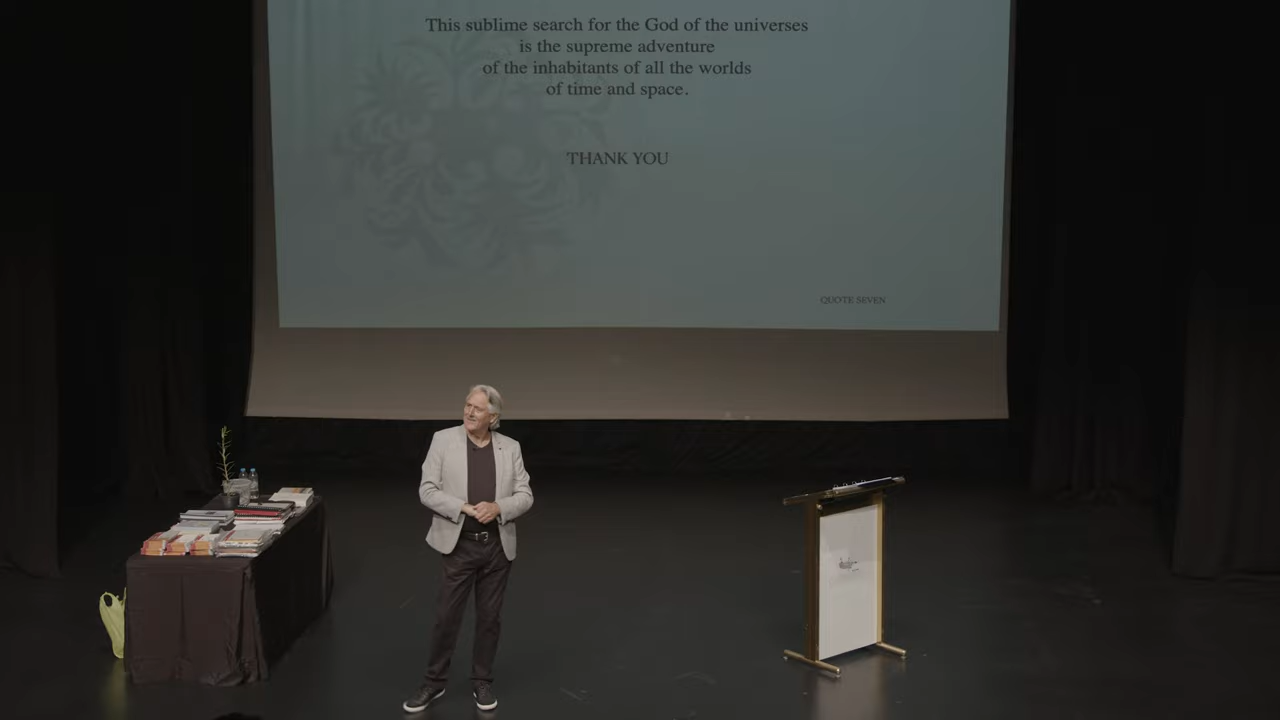 This sublime search for the God of the universes
is the supreme adventure
of the inhabitants of all the worlds
of time and space.
THANK YOU
QUOTE SEVEN